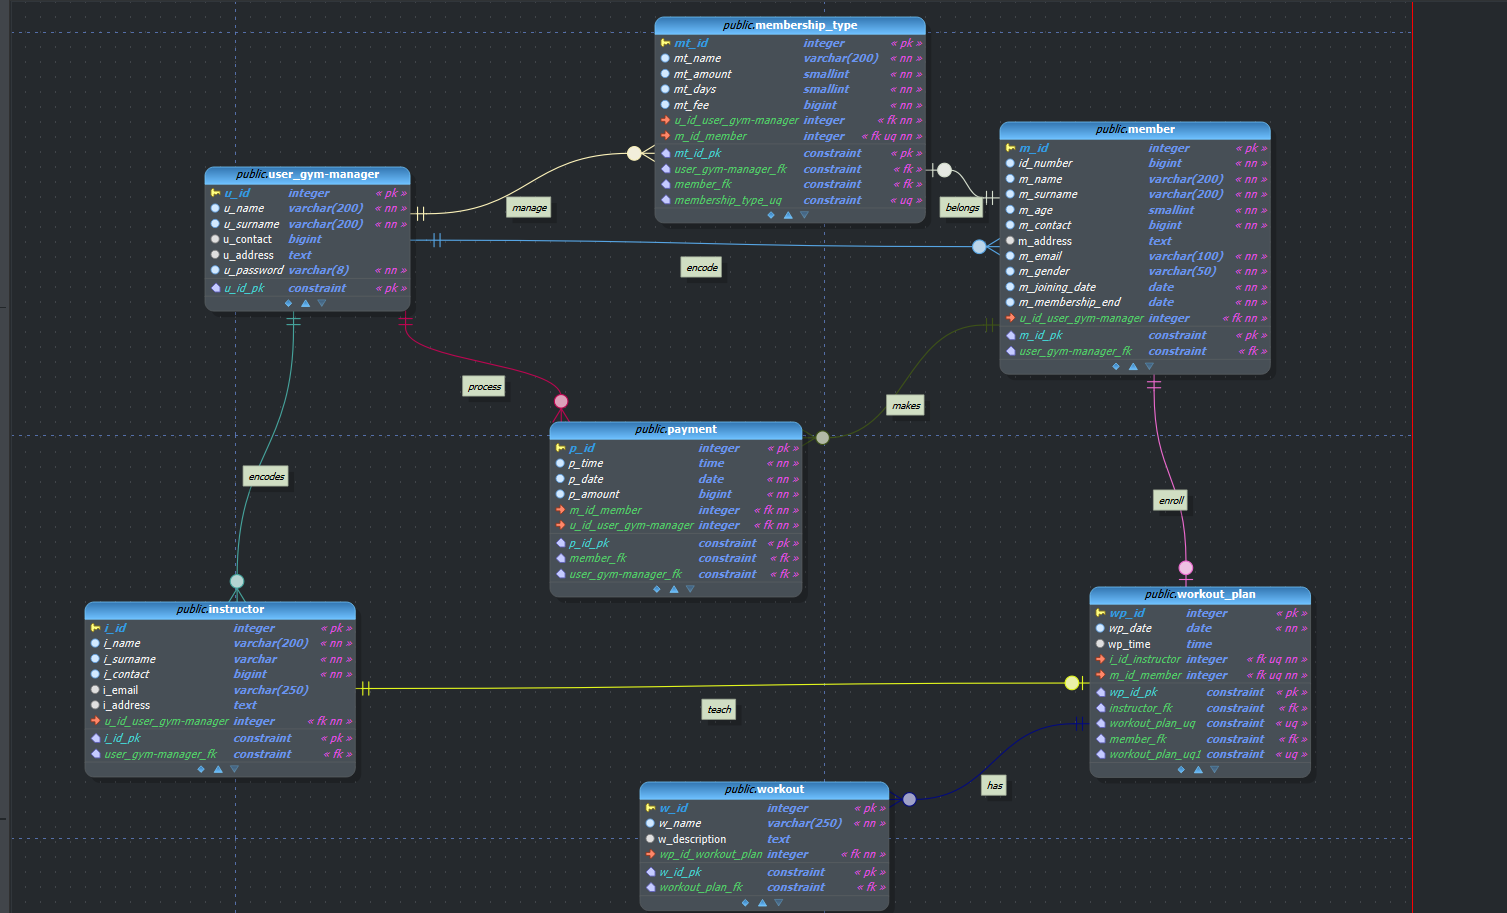 public.membership_type
mt_id integer « pk »
mt_name varchar(200) « nn »
mt_amount smallint « nn »
mt_days smallint « nn »
mt_fee bigint « nn »
u_id_user_gym-manager integer « fk nn »
m_id_member integer « fk uq nn »
mt_id_pk constraint « pk »
user_gym-manager_fk constraint « fk »
member_fk constraint « fk »
membership_type_uq constraint « uq »
public.member
m_id integer « pk »
id_number bigint « nn »
m_name varchar(200) « nn »
m_surname varchar(200) « nn »
m_age smallint « nn »
m_contact bigint « nn »
m_address text
m_email varchar(100) « nn »
m_gender varchar(50) « nn »
m_joining_date date « nn »
m_membership_end date « nn »
u_id_user_gym-manager integer « fk nn »
m_id_pk constraint « pk »
user_gym-manager_fk constraint « fk »
public.user_gym-manager
u_id integer « pk »
u_name varchar(200) « nn »
u_surname varchar(200) « nn »
u_contact bigint
u_address text
u_password varchar(8) « nn »
u_id_pk constraint « pk »
manage
belongs
encode
process
makes
encodes
enroll
public.payment
p_id integer « pk »
p_time time « nn »
p_date date « nn »
p_amount bigint « nn »
m_id_member integer « fk nn »
u_id_user_gym-manager integer « fk nn »
p_id_pk constraint « pk »
member_fk constraint « fk »
user_gym-manager_fk constraint « fk »
public.instructor
i_id integer « pk »
i_name varchar(200) « nn »
i_surname varchar « nn »
i_contact bigint « nn »
i_email varchar(250)
i_address text
u_id_user_gym-manager integer « fk nn »
i_id_pk constraint « pk »
user_gym-manager_fk constraint « fk »
public.workout_plan
wp_id integer « pk »
wp_date date « nn »
wp_time time
i_id_instructor integer « fk uq nn »
m_id_member integer « fk uq nn »
wp_id_pk constraint « pk »
instructor_fk constraint « fk »
workout_plan_uq constraint « uq »
member_fk constraint « fk »
workout_plan_uq1 constraint « uq »
teach
has
public.workout
w_id integer « pk »
w_name varchar(250) « nn »
w_description text
wp_id_workout_plan integer « fk nn »
w_id_pk constraint « pk »
workout_plan_fk constraint « fk »